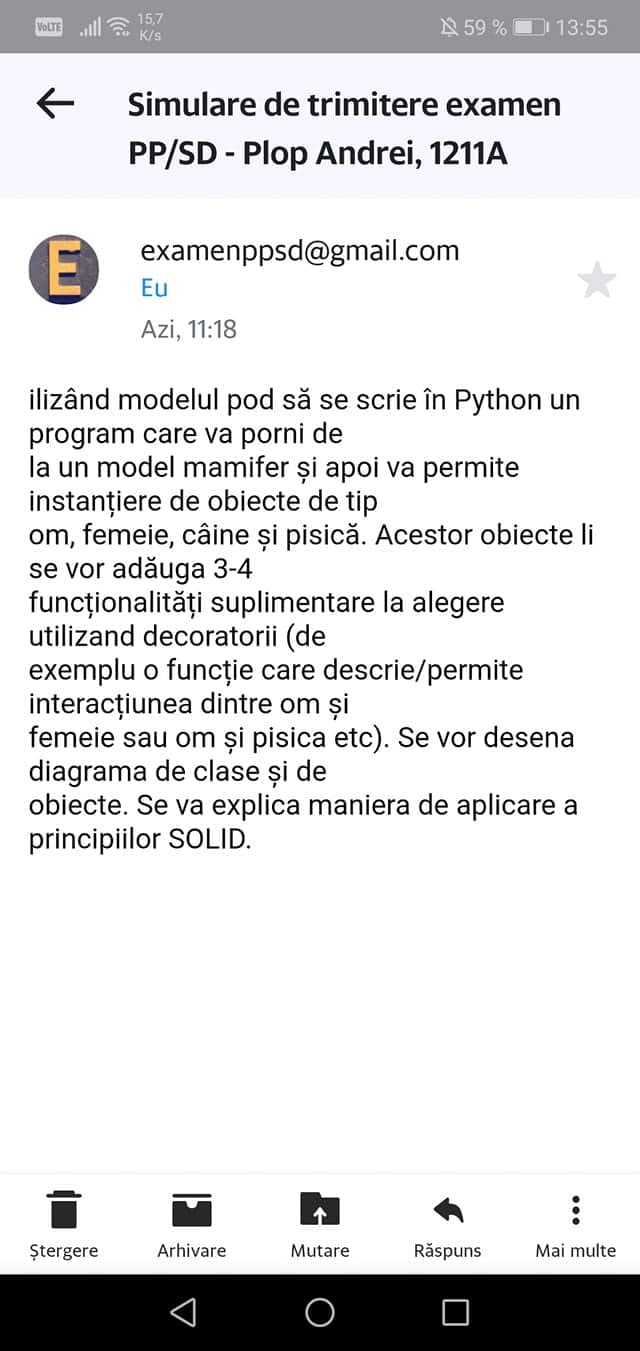 VoLTE
15,7
K/s
59 %
13:55
Simulare de trimitere examen
PP/SD - Plop Andrei, 1211A
E
examenppsd@gmail.com
Eu
Azi, 11:18
ilizând modelul pod să se scrie în Python un
program care va porni de
la un model mamifer și apoi va permite
instanțiere de obiecte de tip
om, femeie, câine și pisică. Acestor obiecte li
se vor adăuga 3-4
funcționalități suplimentare la alegere
utilizand decoratorii (de
exemplu o funcție care descrie/permite
interacțiunea dintre om și
femeie sau om și pisica etc). Se vor desena
diagrama de clase și de
obiecte. Se va explica maniera de aplicare a
principiilor SOLID.
Ștergere
Arhivare
Mutare
Răspuns
Mai multe